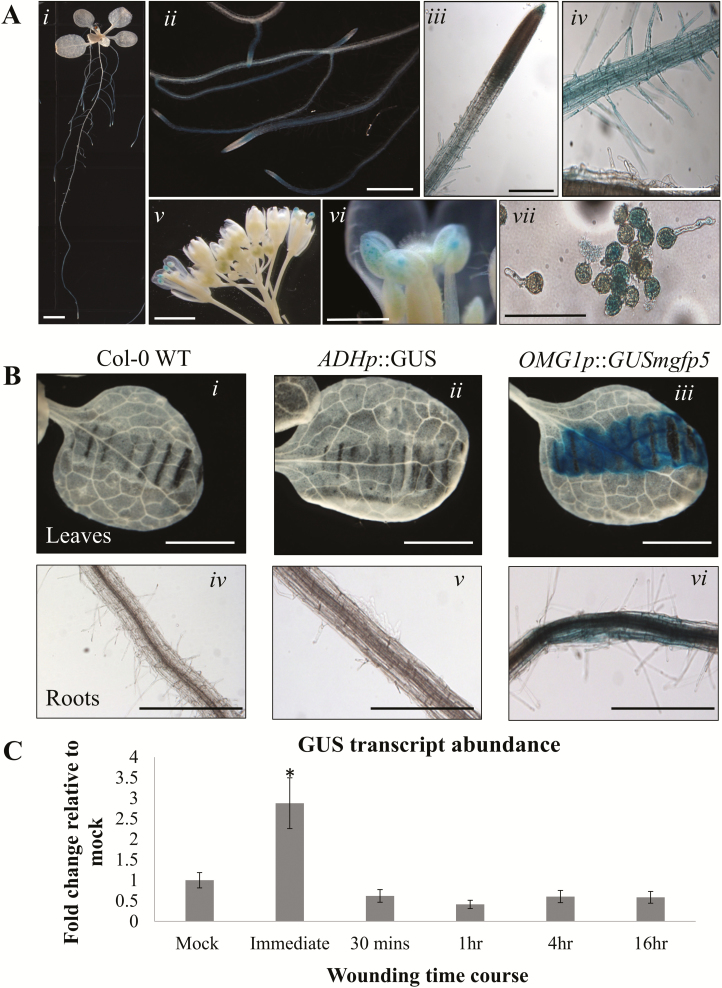 A
i
ii
iii
iv
v
vi
vii
B
Col-0 WT
ADHp::GUS
OMG1p::GUSmgfp5
i
ii
iii
Leaves
iv
v
vi
Roots
C
GUS transcript abundance
Fold change relative to
mock
4
3.5
3
2.5
2
1.5
1
0.5
0
*
Mock
Immediate
30 mins
1hr
4hr
16hr
Wounding time course